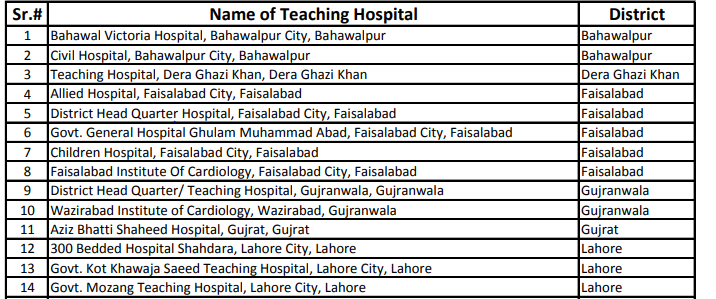 Sr.# Name of Teaching Hospital District
1 Bahawal Victoria Hospital, Bahawalpur City, Bahawalpur Bahawalpur
2 Civil Hospital, Bahawalpur City, Bahawalpur Bahawalpur
3 Teaching Hospital, Dera Ghazi Khan, Dera Ghazi Khan Dera Ghazi Khan
4 Allied Hospital, Faisalabad City, Faisalabad Faisalabad
5 District Head Quarter Hospital, Faisalabad City, Faisalabad Faisalabad
6 Govt. General Hospital Ghulam Muhammad Abad, Faisalabad City, Faisalabad Faisalabad
7 Children Hospital, Faisalabad City, Faisalabad Faisalabad
8 Faisalabad Institute Of Cardiology, Faisalabad City, Faisalabad Faisalabad
9 District Head Quarter/ Teaching Hospital, Gujranwala, Gujranwala Gujranwala
10 Wazirabad Institute of Cardiology, Wazirabad, Gujranwala Gujranwala
11 Aziz Bhatti Shaheed Hospital, Gujrat, Gujrat Gujrat
12 300 Bedded Hospital Shahdara, Lahore City, Lahore Lahore
13 Govt. Kot Khawaja Saeed Teaching Hospital, Lahore City, Lahore Lahore
14 Govt. Mozang Teaching Hospital, Lahore City, Lahore Lahore